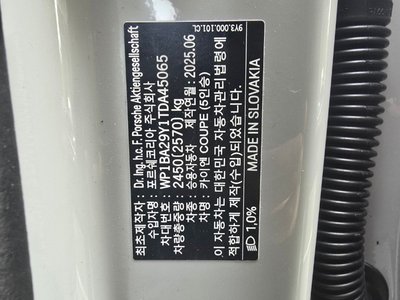 최초제작자 : Dr. Ing. h.c. F. Porsche Aktiengesellschaft
수입자명 : 포르쉐코리아 주식회사
차대번호 : WP1BA29Y1TDA45065
차량총중량 : 2450(2570) kg
차종 : 승용자동차 제작연월 : 2025.06
차명 : 카이엔 COUPE (5인승)
이 자동차는 대한민국 자동차관리법령에
적합하게 제작(수입)되었습니다.
1,0% MADE IN SLOVAKIA
9Y3.000.101.CL